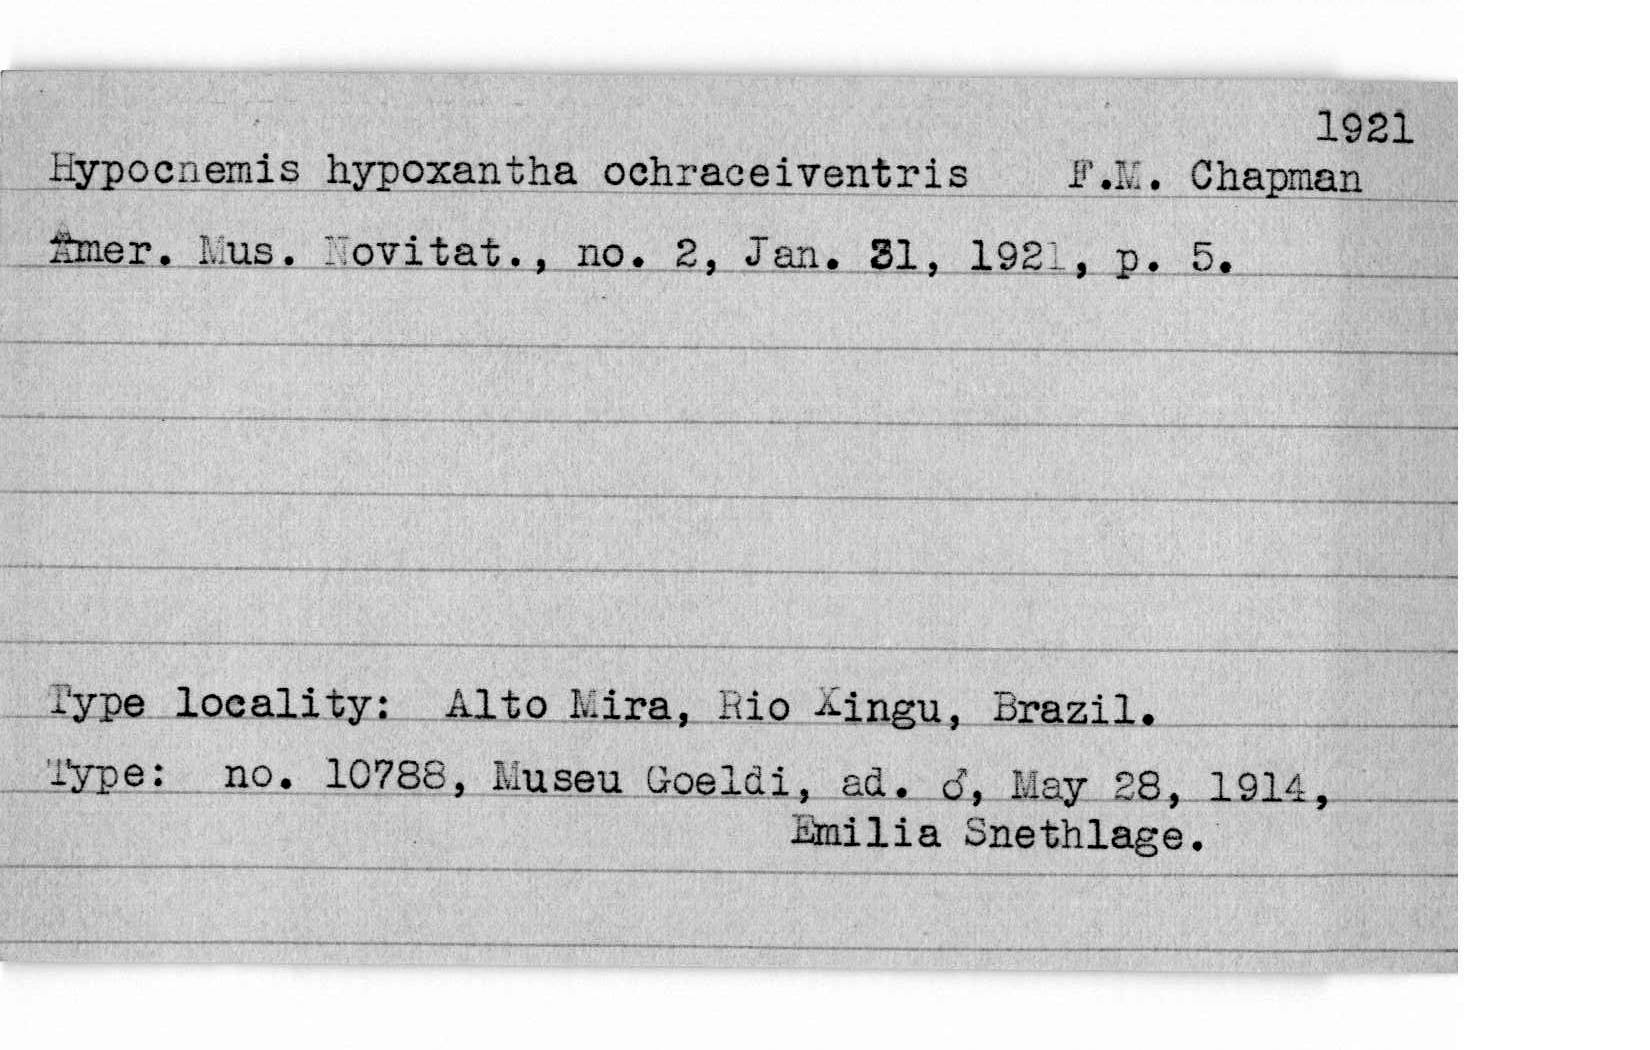 1921
Hypocnemis hypoxantha ochraceiventris F.M. Chapman
Amer. Mus. Novitat., no. 2, Jan. 31, 1921, p. 5.
Type locality: Alto Mira, Rio Xingu, Brazil.
Type: no. 10788, Museu Goeldi, ad. ♂, May 28, 1914,
Emilia Snethlage.